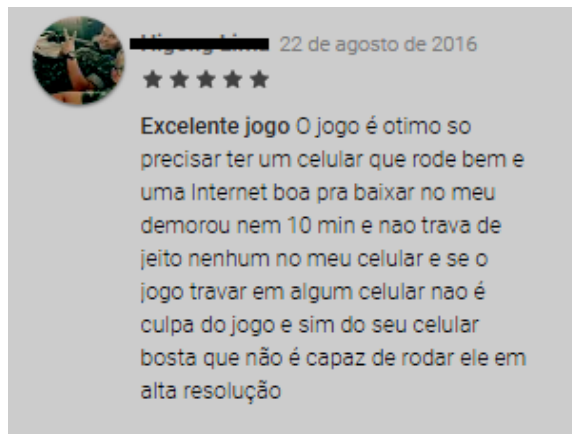 22 de agosto de 2016
Excelente jogo O jogo é otimo so
precisar ter um celular que rode bem e
uma Internet boa pra baixar no meu
demorou nem 10 min e nao trava de
jeito nenhum no meu celular e se o
jogo travar em algum celular nao é
culpa do jogo e sim do seu celular
bosta que não é capaz de rodar ele em
alta resolução